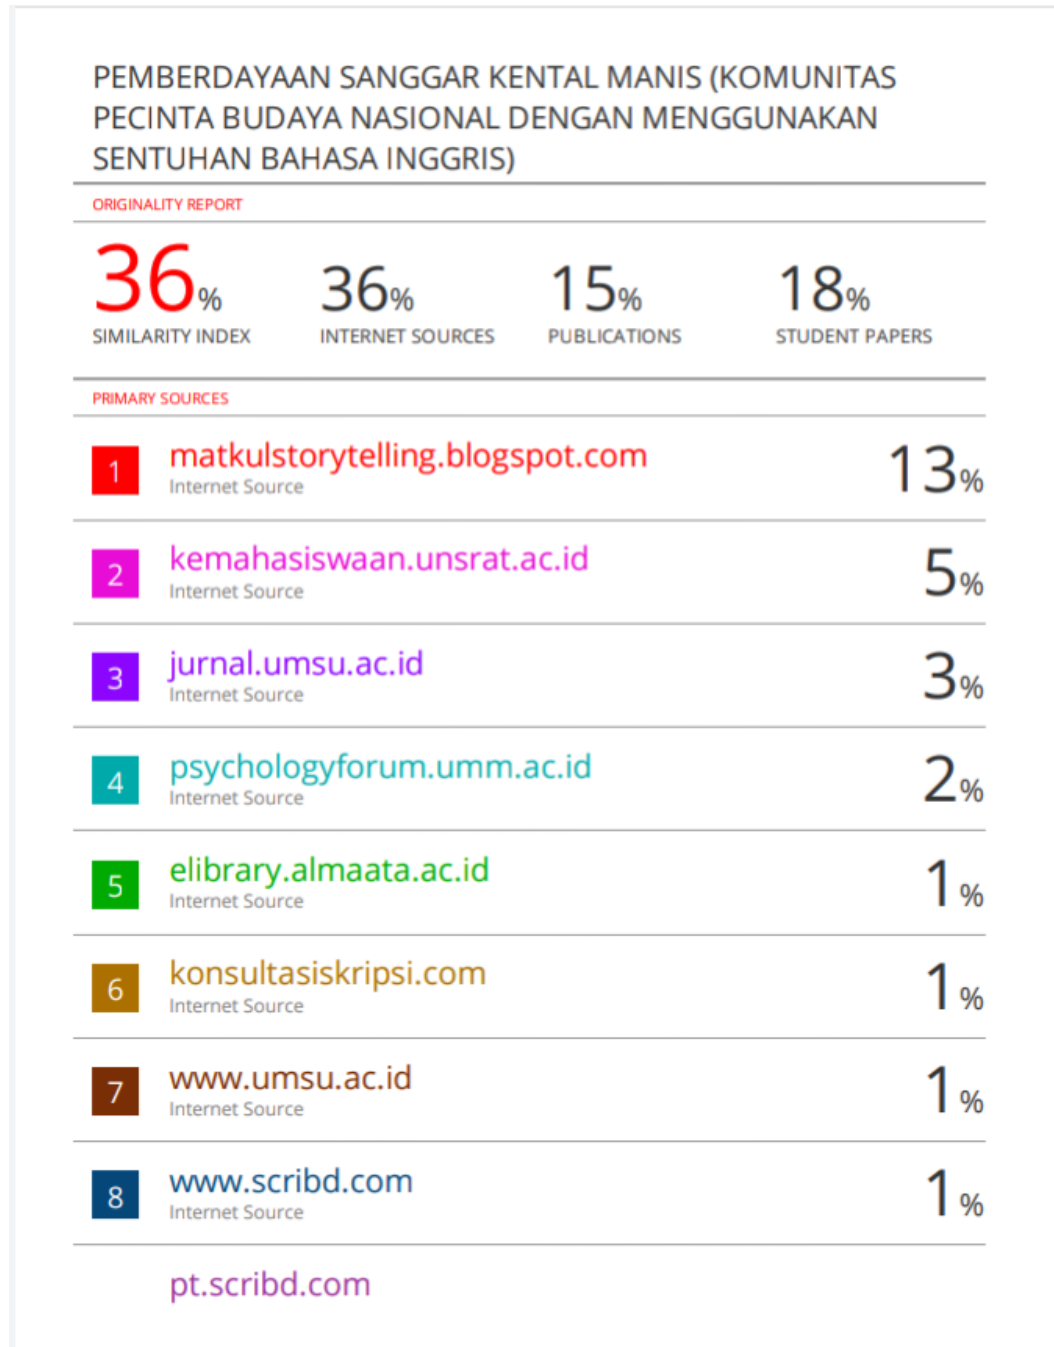 PEMBERDAYAAN SANGGAR KENTAL MANIS (KOMUNITAS
PECINTA BUDAYA NASIONAL DENGAN MENGGUNAKAN
SENTUHAN BAHASA INGGRIS)
ORIGINALITY REPORT
36% 36% 15% 18%
SIMILARITY INDEX INTERNET SOURCES PUBLICATIONS STUDENT PAPERS
PRIMARY SOURCES
1 matkulstorytelling.blogspot.com 13%
Internet Source
2 kemahasiswaan.unsrat.ac.id 5%
Internet Source
3 jurnal.umsu.ac.id 3%
Internet Source
4 psychologyforum.umm.ac.id 2%
Internet Source
5 elibrary.almaata.ac.id 1%
Internet Source
6 konsultasiskripsi.com 1%
Internet Source
7 www.umsu.ac.id 1%
Internet Source
8 www.scribd.com 1%
Internet Source
pt.scribd.com